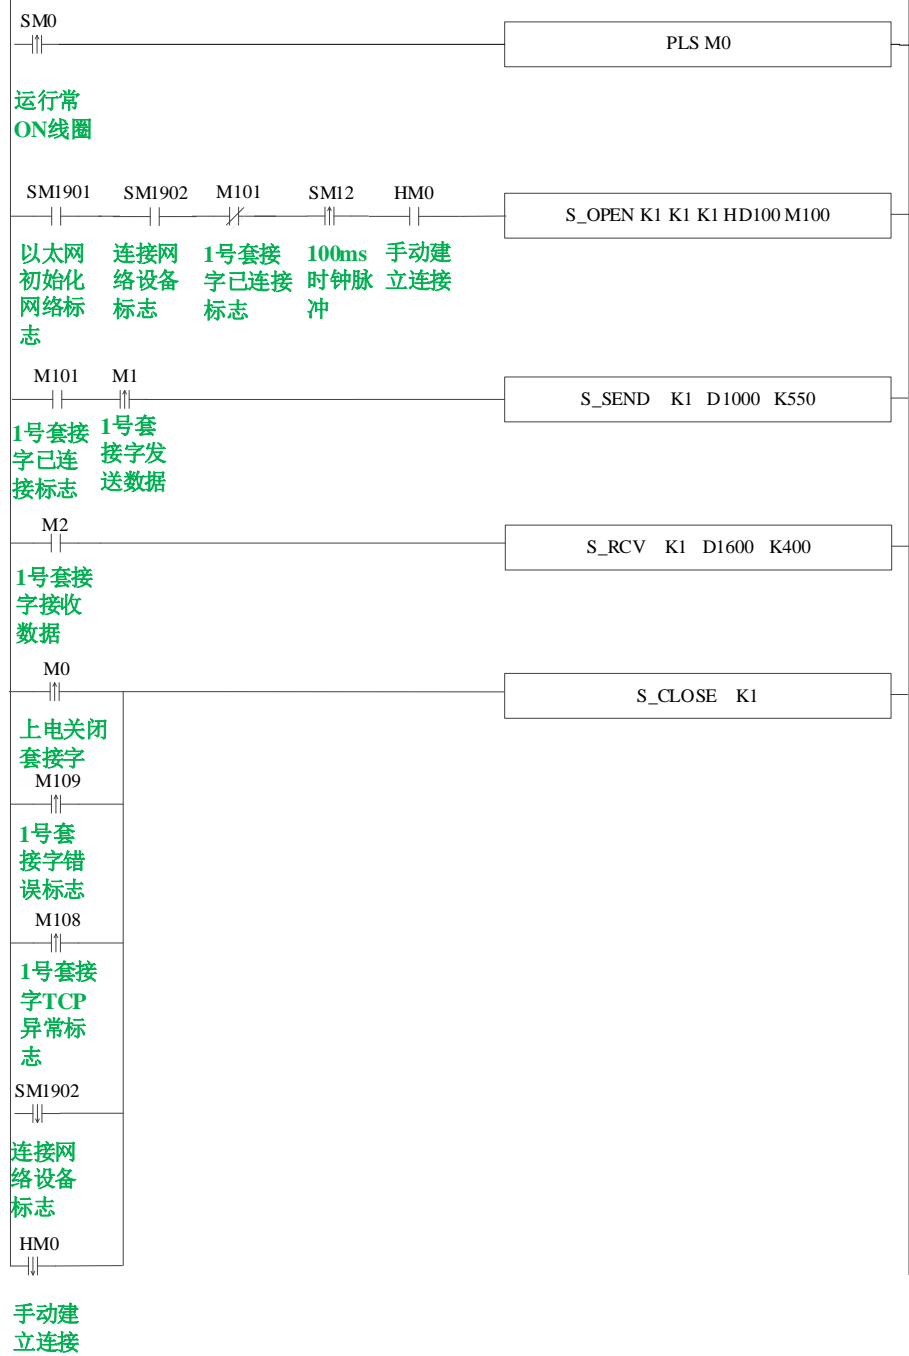 SM0
PLS M0
运行常
ON线圈
SM1901 SM1902 M101 SM12 HM0
S_OPEN K1 K1 K1 HD100 M100
以太网
初始化
网络标
志
连接网
络设备
标志
1号套接
字已连接
标志
100ms
时钟脉
冲
手动建
立连接
M101 M1
S_SEND K1 D1000 K550
1号套接
字已连
接标志
1号套
接字发
送数据
M2
S_RCV K1 D1600 K400
1号套接
字接收
数据
M0
S_CLOSE K1
上电关闭
套接字
M109
1号套
接字错
误标志
M108
1号套接
字TCP
异常标
志
SM1902
连接网
络设备
标志
HM0
手动建
立连接